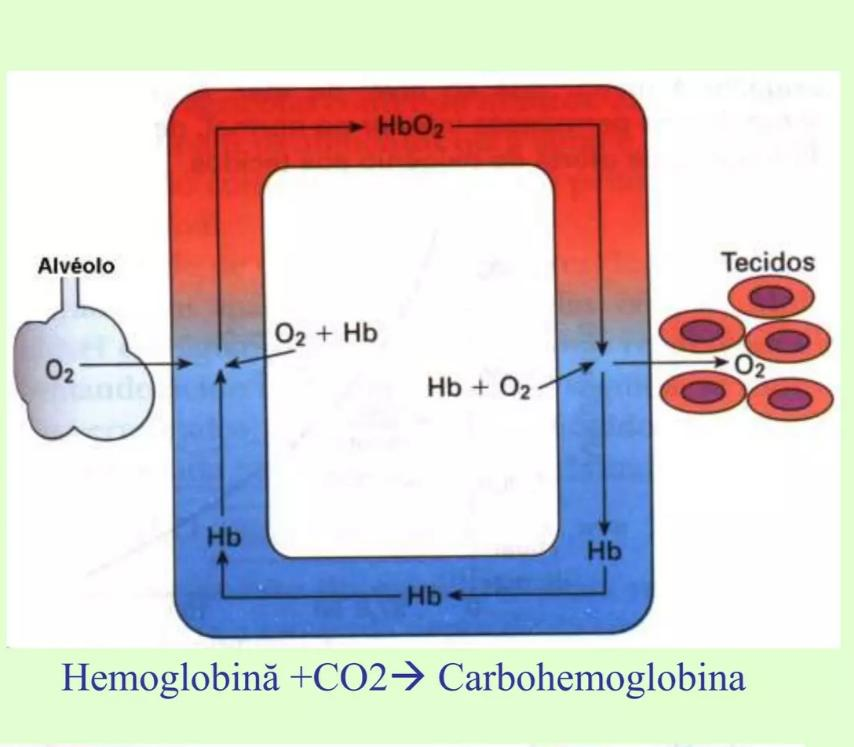 HbO₂
Alvéolo
Tecidos
O₂ + Hb
O₂
O₂
Hb + O₂
Hb
Hb
Hb
Hemoglobină +CO2→ Carbohemoglobina